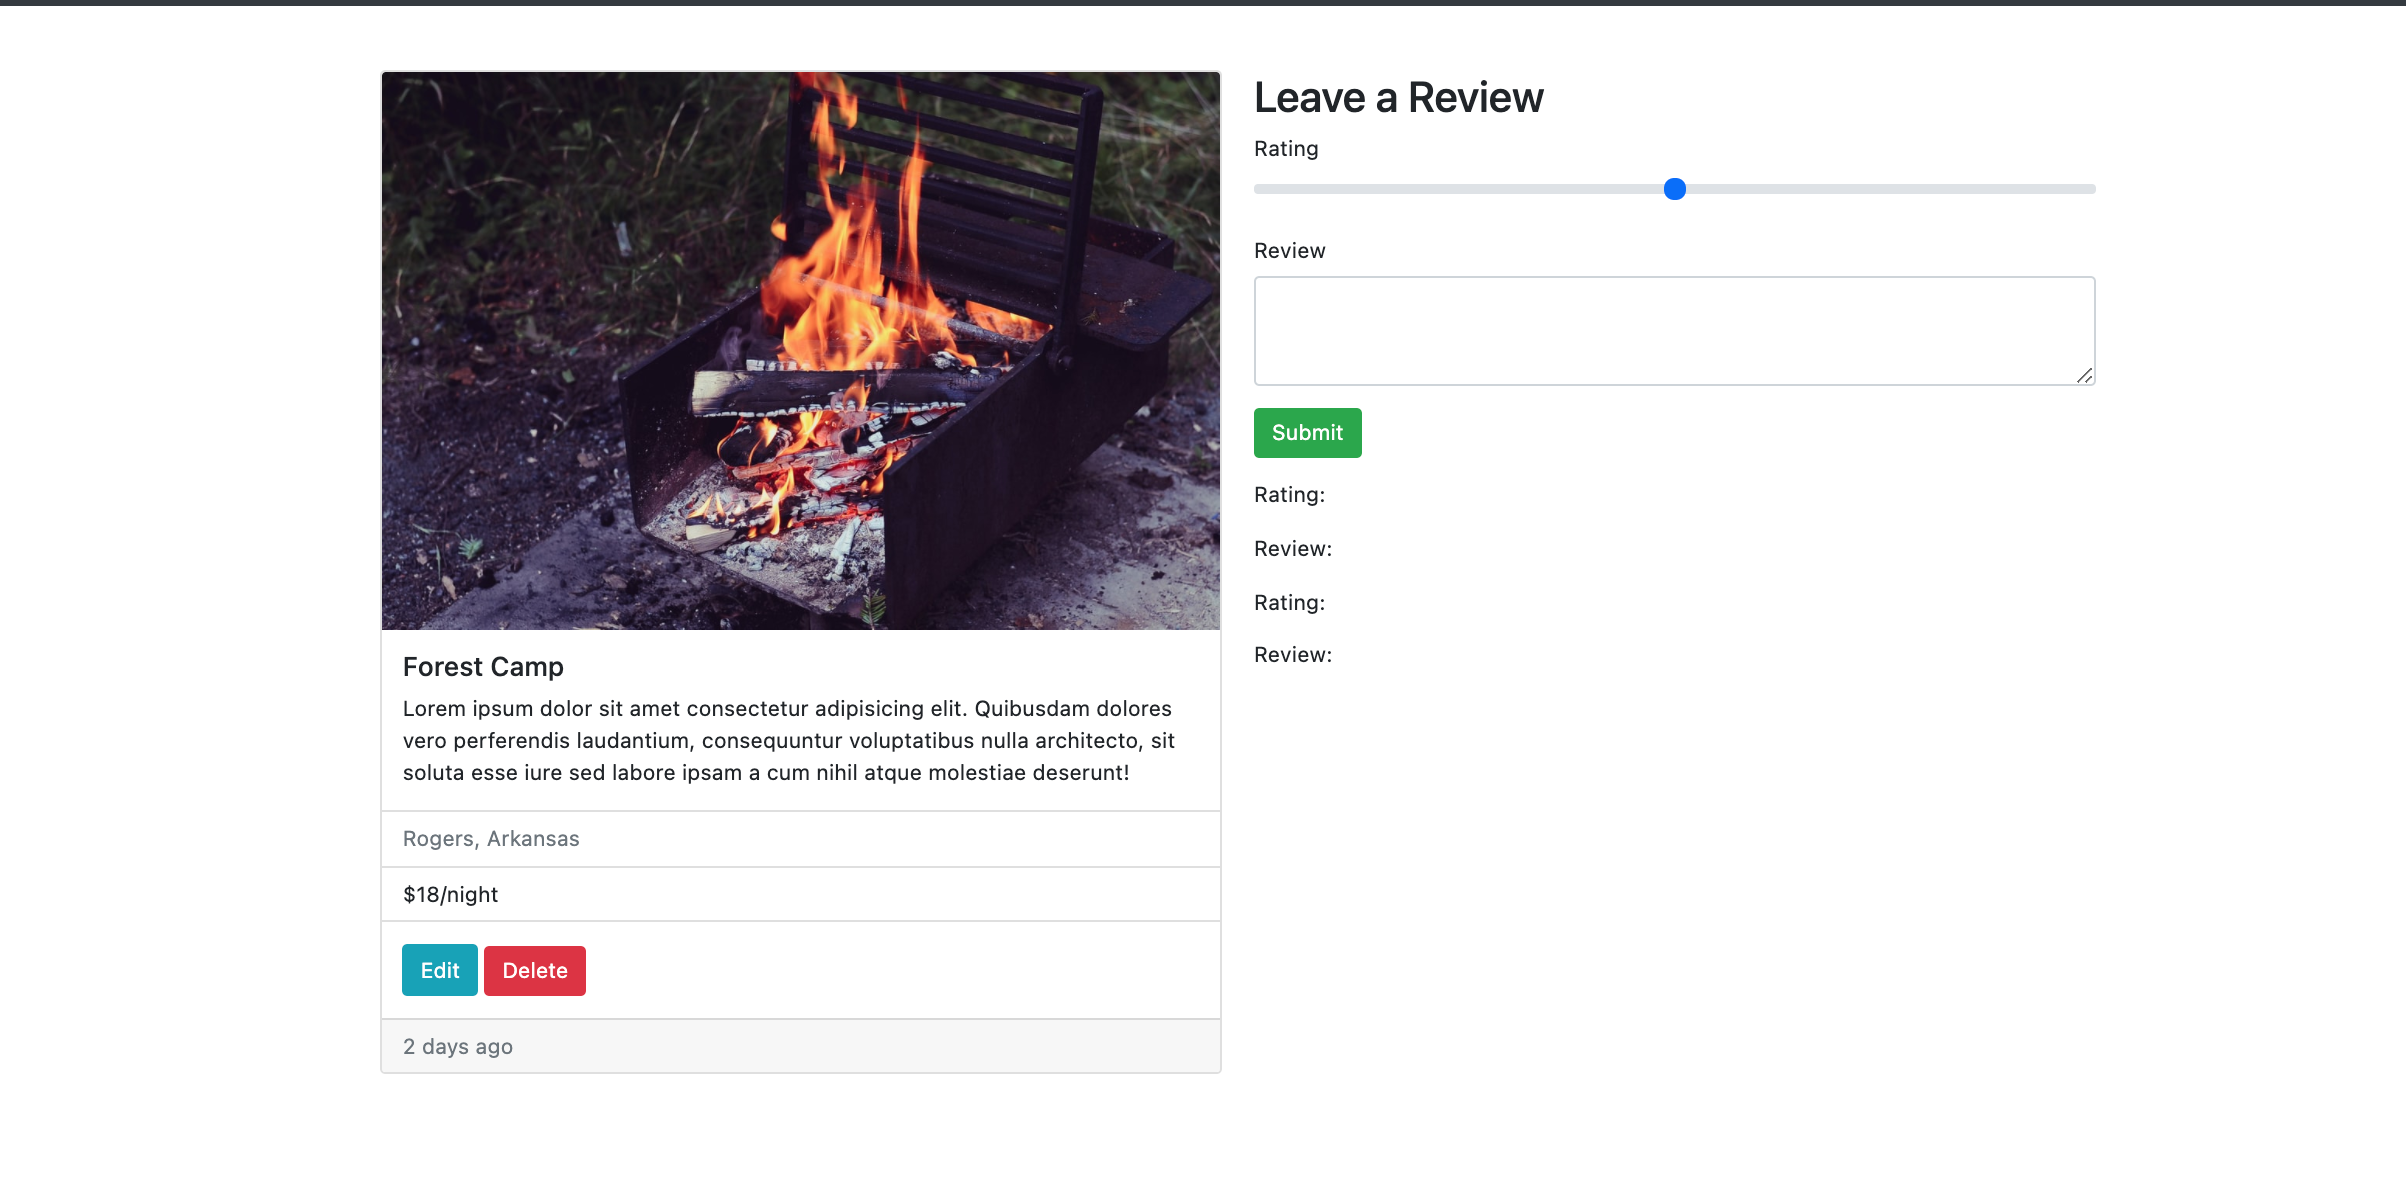 Forest Camp
Lorem ipsum dolor sit amet consectetur adipisicing elit. Quibusdam dolores
vero perferendis laudantium, consequuntur voluptatibus nulla architecto, sit
soluta esse iure sed labore ipsam a cum nihil atque molestiae deserunt!
Rogers, Arkansas
$18/night
Edit Delete
2 days ago
Leave a Review
Rating
Review
Submit
Rating:
Review:
Rating:
Review: